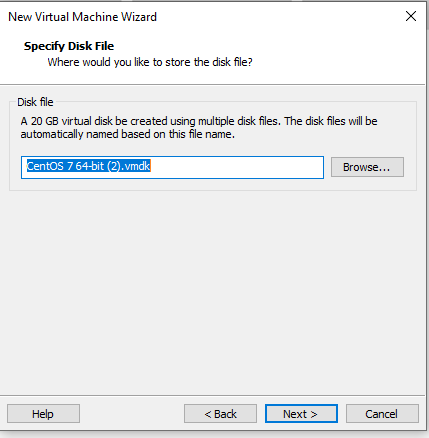 New Virtual Machine Wizard
Specify Disk File
Where would you like to store the disk file?
Disk file
A 20 GB virtual disk be created using multiple disk files. The disk files will be
automatically named based on this file name.
CentOS 7 64-bit (2).vmdk
Browse...
Help
< Back
Next >
Cancel